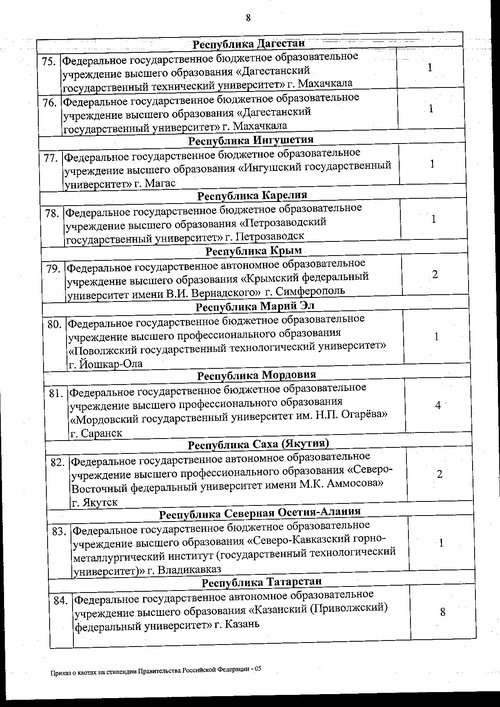 8
Республика Дагестан
75. Федеральное государственное бюджетное образовательное
учреждение высшего образования «Дагестанский
государственный технический университет» г. Махачкала
1
76. Федеральное государственное бюджетное образовательное
учреждение высшего образования «Дагестанский
государственный университет» г. Махачкала
1
Республика Ингушетия
77. Федеральное государственное бюджетное образовательное
учреждение высшего образования «Ингушский государственный
университет» г. Магас
1
Республика Карелия
78. Федеральное государственное бюджетное образовательное
учреждение высшего образования «Петрозаводский
государственный университет» г. Петрозаводск
1
Республика Крым
79. Федеральное государственное автономное образовательное
учреждение высшего образования «Крымский федеральный
университет имени В.И. Вернадского» г. Симферополь
2
Республика Марий Эл
80. Федеральное государственное бюджетное образовательное
учреждение высшего профессионального образования
«Поволжский государственный технологический университет»
г. Йошкар-Ола
1
Республика Мордовия
81. Федеральное государственное бюджетное образовательное
учреждение высшего профессионального образования
«Мордовский государственный университет им. Н.П. Огарёва»
г. Саранск
4
Республика Саха (Якутия)
82. Федеральное государственное автономное образовательное
учреждение высшего профессионального образования «Северо-
Восточный федеральный университет имени М.К. Аммосова»
г. Якутск
2
Республика Северная Осетия-Алания
83. Федеральное государственное бюджетное образовательное
учреждение высшего образования «Северо-Кавказский горно-
металлургический институт (государственный технологический
университет)» г. Владикавказ
1
Республика Татарстан
84. Федеральное государственное автономное образовательное
учреждение высшего образования «Казанский (Приволжский)
федеральный университет» г. Казань
8
Приказ о квотах на стипендии Правительства Российской Федерации - 05